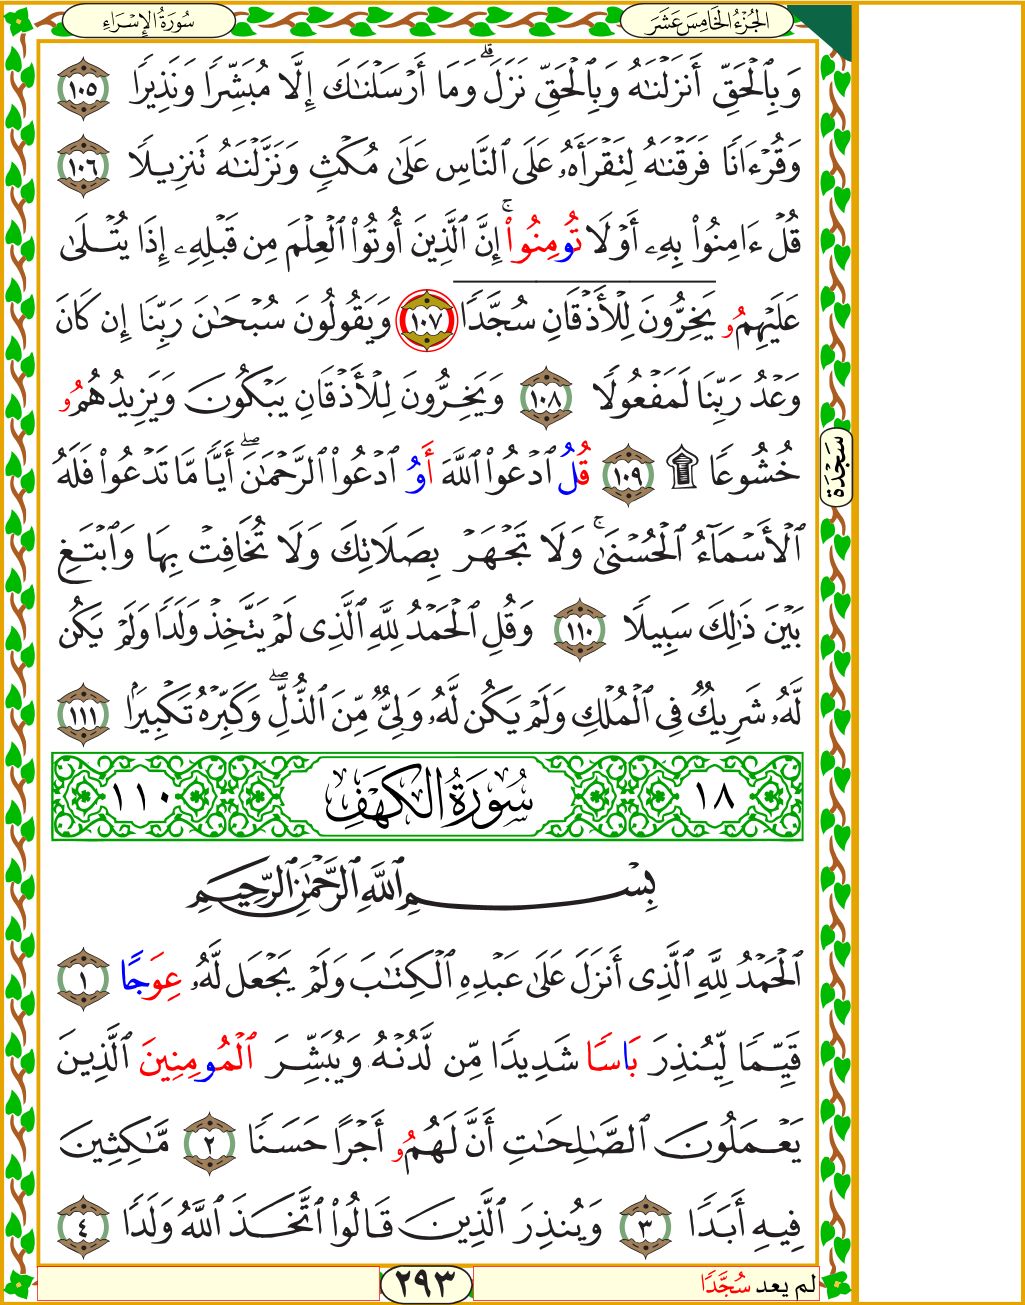 سُورَةُ الإِسْرَاءِ
الجُزْءُ الخَامِسَ عَشَرَ
وَبِٱلْحَقِّ أَنزَلْنَٰهُ وَبِٱلْحَقِّ نَزَلَ ۗ وَمَا أَرْسَلْنَٰكَ إِلَّا مُبَشِّرًا وَنَذِيرًا ١٠٥
وَقُرْءَانًا فَرَقْنَٰهُ لِتَقْرَأَهُۥ عَلَى ٱلنَّاسِ عَلَىٰ مُكْثٍ وَنَزَّلْنَٰهُ تَنزِيلًا ١٠٦
قُلْ ءَامِنُوا۟ بِهِۦ أَوْ لَا تُومِنُوا۟ ۚ إِنَّ ٱلَّذِينَ أُوتُوا۟ ٱلْعِلْمَ مِن قَبْلِهِۦ إِذَا يُتْلَىٰ
عَلَيْهِمُۥ يَخِرُّونَ لِلْأَذْقَانِ سُجَّدًا ١٠٧ وَيَقُولُونَ سُبْحَٰنَ رَبِّنَا إِن كَانَ
وَعْدُ رَبِّنَا لَمَفْعُولًا ١٠٨ وَيَخِرُّونَ لِلْأَذْقَانِ يَبْكُونَ وَيَزِيدُهُمُۥ
خُشُوعًا ۩ ١٠٩ قُلُ ٱدْعُوا۟ ٱللَّهَ أَوُ ٱدْعُوا۟ ٱلرَّحْمَٰنَ ۖ أَيًّا مَّا تَدْعُوا۟ فَلَهُ
سَجْدَة
ٱلْأَسْمَآءُ ٱلْحُسْنَىٰ ۚ وَلَا تَجْهَرْ بِصَلَاتِكَ وَلَا تُخَافِتْ بِهَا وَٱبْتَغِ
بَيْنَ ذَٰلِكَ سَبِيلًا ١١٠ وَقُلِ ٱلْحَمْدُ لِلَّهِ ٱلَّذِى لَمْ يَتَّخِذْ وَلَدًا وَلَمْ يَكُن
لَّهُۥ شَرِيكٌ فِى ٱلْمُلْكِ وَلَمْ يَكُن لَّهُۥ وَلِىٌّ مِّنَ ٱلذُّلِّ ۖ وَكَبِّرْهُ تَكْبِيرًۢا ١١١
١٨ سُورَةُ الكَهْفِ ١١٠
بِسْمِ ٱللَّهِ ٱلرَّحْمَٰنِ ٱلرَّحِيمِ
ٱلْحَمْدُ لِلَّهِ ٱلَّذِى أَنزَلَ عَلَىٰ عَبْدِهِ ٱلْكِتَٰبَ وَلَمْ يَجْعَل لَّهُۥ عِوَجًا ١
قَيِّمًا لِّيُنذِرَ بَاسًا شَدِيدًا مِّن لَّدُنْهُ وَيُبَشِّرَ ٱلْمُومِنِينَ ٱلَّذِينَ
يَعْمَلُونَ ٱلصَّٰلِحَٰتِ أَنَّ لَهُمُۥ أَجْرًا حَسَنًا ٢ مَّٰكِثِينَ
فِيهِ أَبَدًا ٣ وَيُنذِرَ ٱلَّذِينَ قَالُوا۟ ٱتَّخَذَ ٱللَّهُ وَلَدًا ٤
لم يعد سُجَّدًا
٢٩٣